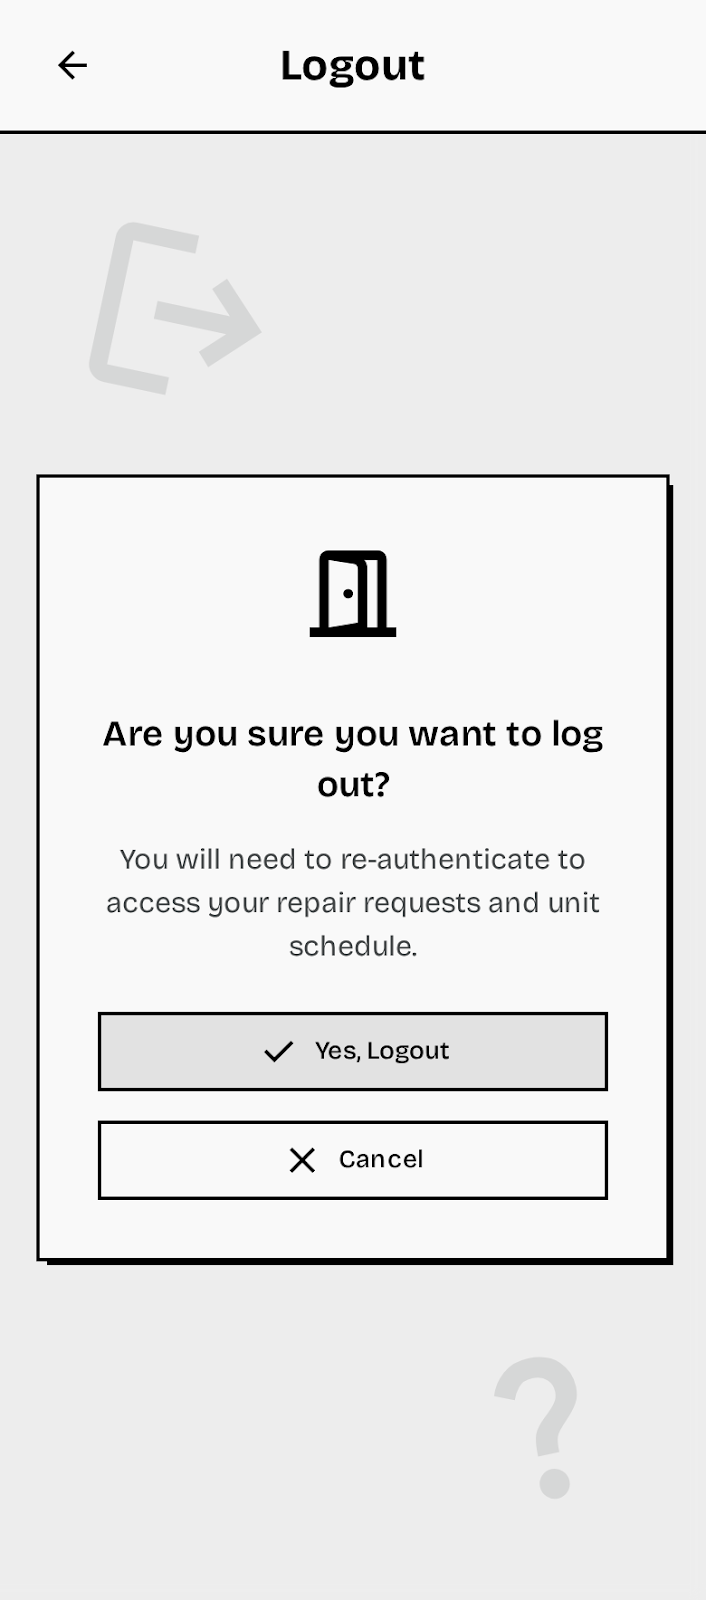 Logout
Are you sure you want to log
out?
You will need to re-authenticate to
access your repair requests and unit
schedule.
Yes, Logout
Cancel
?